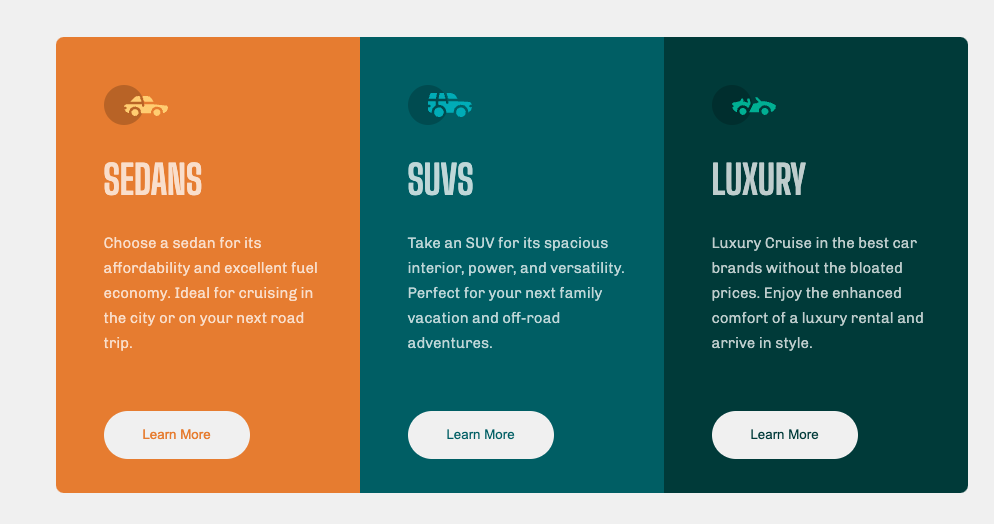 SEDANS
Choose a sedan for its
affordability and excellent fuel
economy. Ideal for cruising in
the city or on your next road
trip.
Learn More
SUVS
Take an SUV for its spacious
interior, power, and versatility.
Perfect for your next family
vacation and off-road
adventures.
Learn More
LUXURY
Luxury Cruise in the best car
brands without the bloated
prices. Enjoy the enhanced
comfort of a luxury rental and
arrive in style.
Learn More